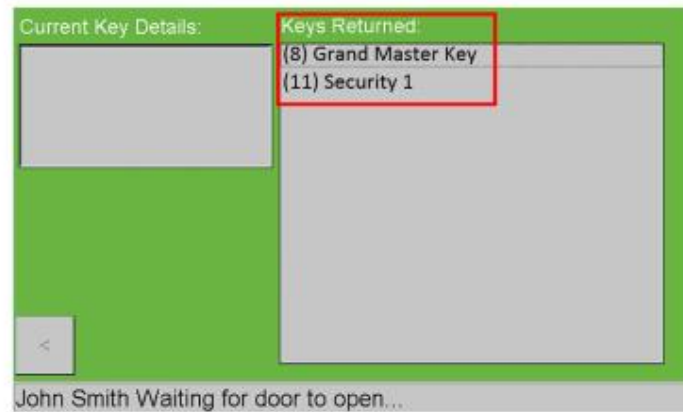 Current Key Details:
Keys Returned:
(8) Grand Master Key
(11) Security 1
<
John Smith Waiting for door to open...